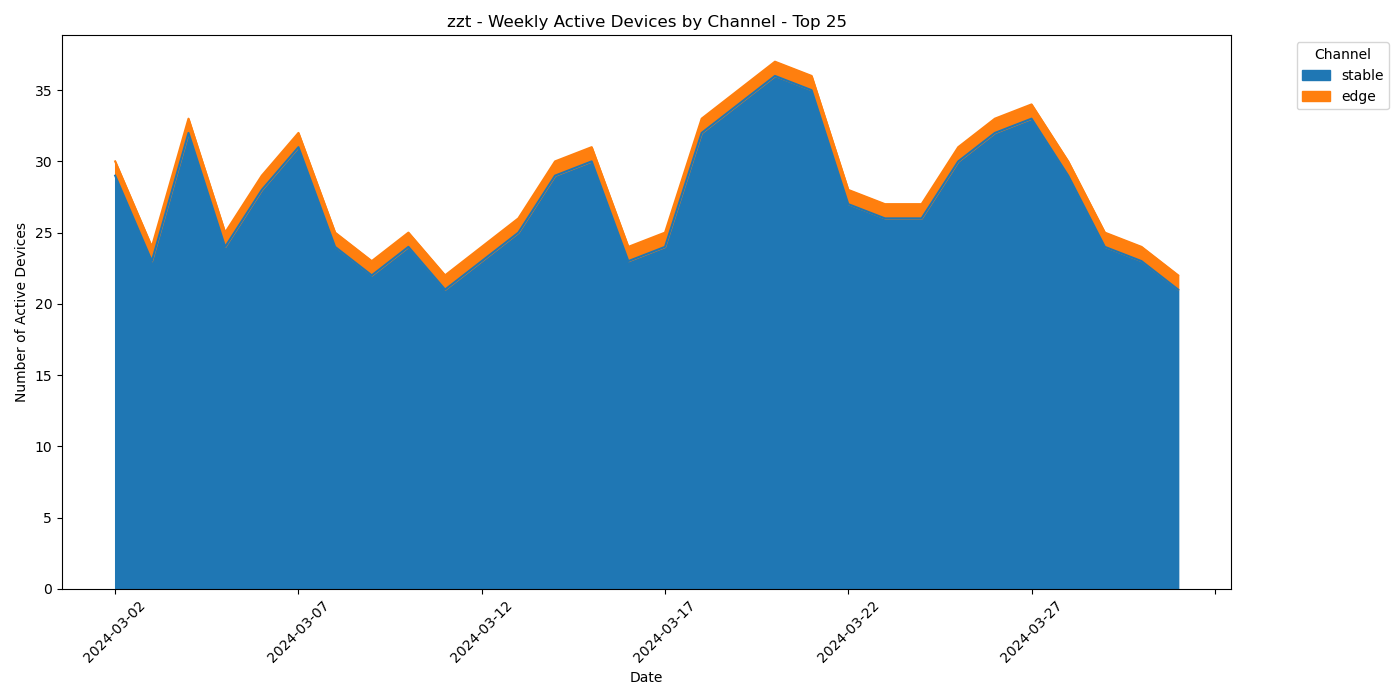 zzt - Weekly Active Devices by Channel - Top 25
Channel
stable
edge
Number of Active Devices
35
30
25
20
15
10
5
0
2024-03-02
2024-03-07
2024-03-12
2024-03-17
2024-03-22
2024-03-27
Date